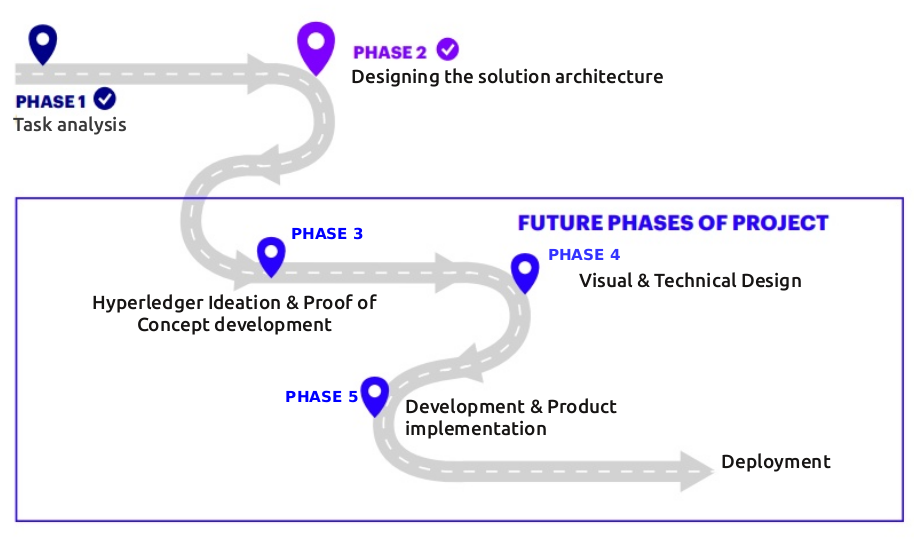 PHASE 1
Task analysis
PHASE 2
Designing the solution architecture
FUTURE PHASES OF PROJECT
PHASE 3
Hyperledger Ideation & Proof of
Concept development
PHASE 4
Visual & Technical Design
PHASE 5
Development & Product
implementation
Deployment